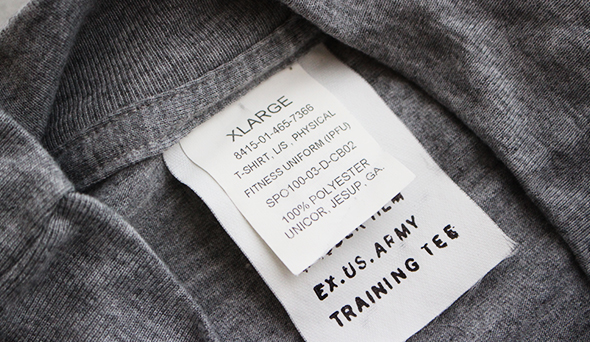 XLARGE
8415-01-465-7366
T-SHIRT, L/S , PHYSICAL
FITNESS UNIFORM (IPFU)
SPO100-03-D-CB02
100% POLYESTER
UNICOR, JESUP, GA.
EX.US.ARMY
TRAINING TEE